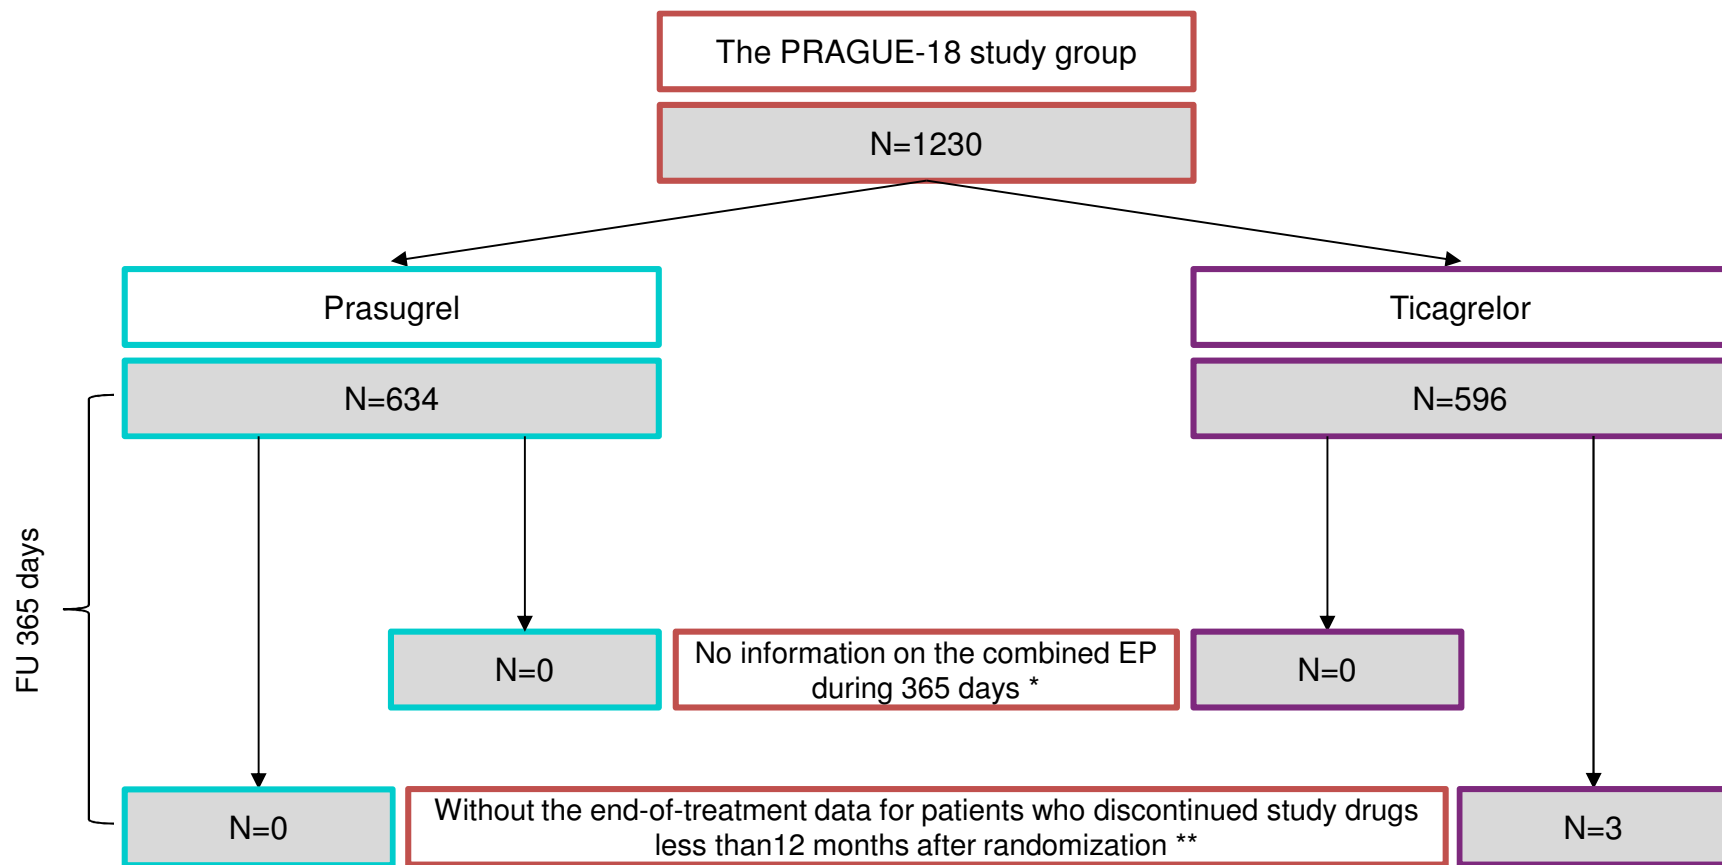 The PRAGUE-18 study group
N=1230
Prasugrel
Ticagrelor
N=634
N=596
FU 365 days
N=0
No information on the combined EP
during 365 days *
N=0
N=0
Without the end-of-treatment data for patients who discontinued study drugs
less than12 months after randomization **
N=3